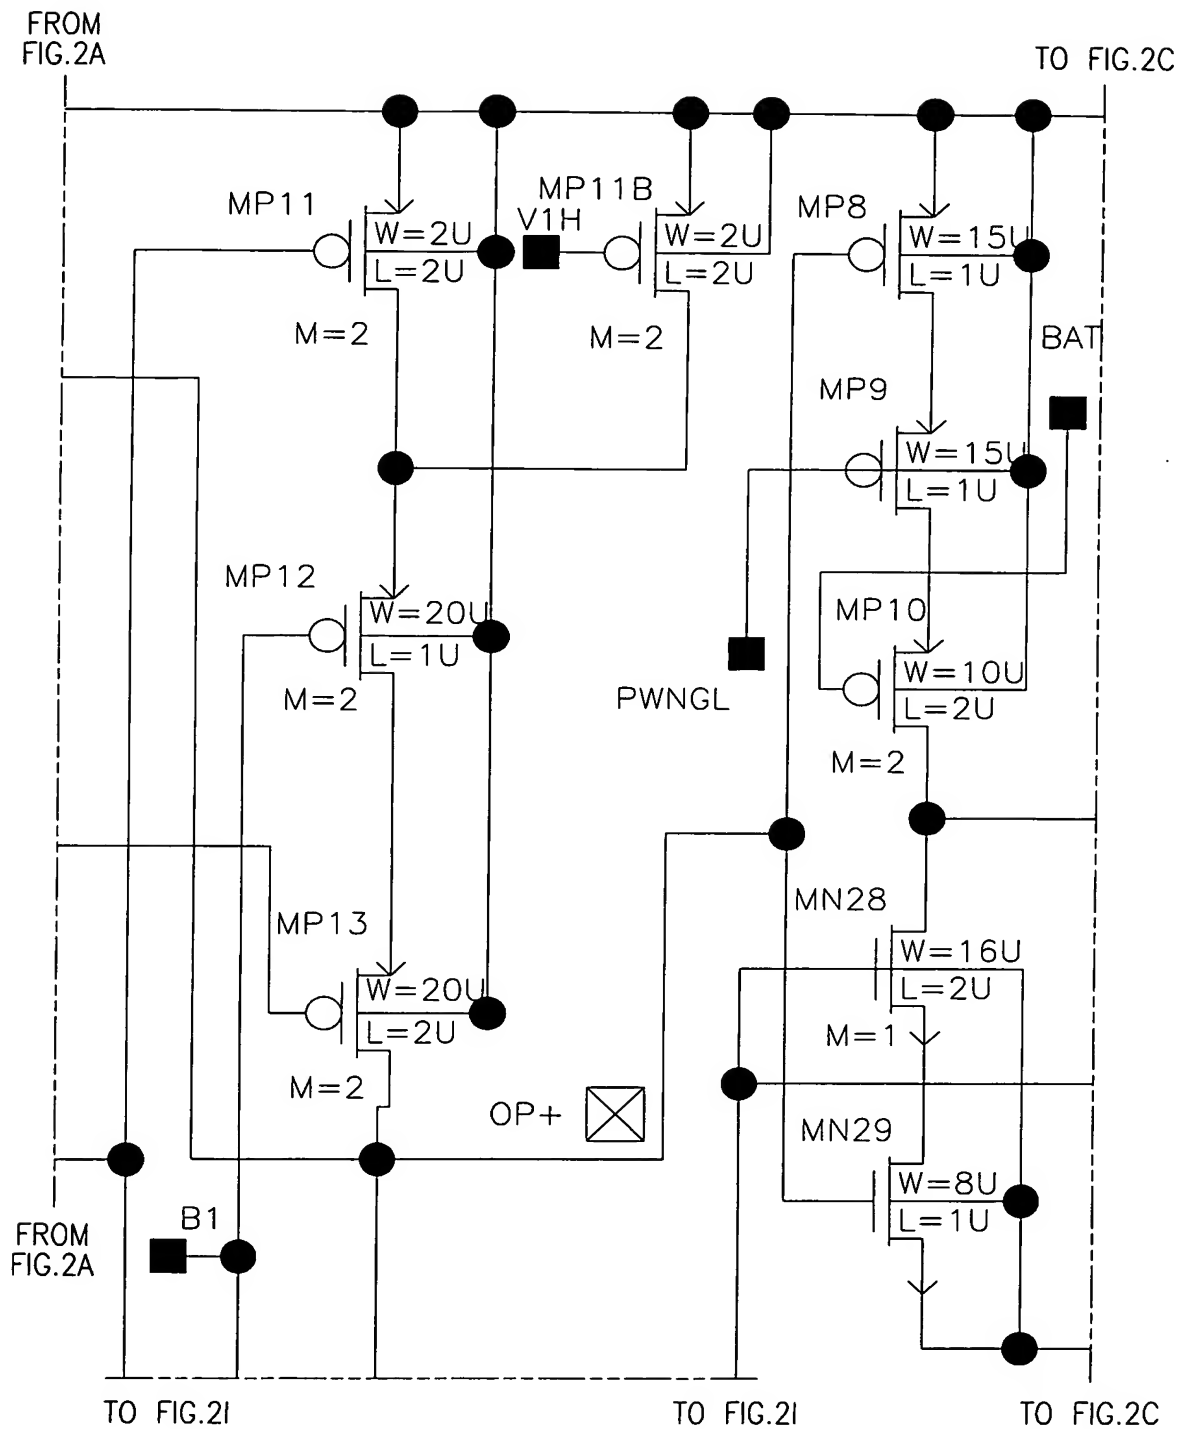 FROM
FIG.2A
TO FIG.2C
MP11
W=2U
L=2U
M=2
MP11B
V1H
W=2U
L=2U
M=2
MP8
W=15U
L=1U
BAT
MP9
W=15U
L=1U
MP12
W=20U
L=1U
M=2
MP10
W=10U
L=2U
M=2
PWNGL
MP13
W=20U
L=2U
M=2
MN28
W=16U
L=2U
M=1
OP+
MN29
W=8U
L=1U
B1
FROM
FIG.2A
TO FIG.2I
TO FIG.2I
TO FIG.2C